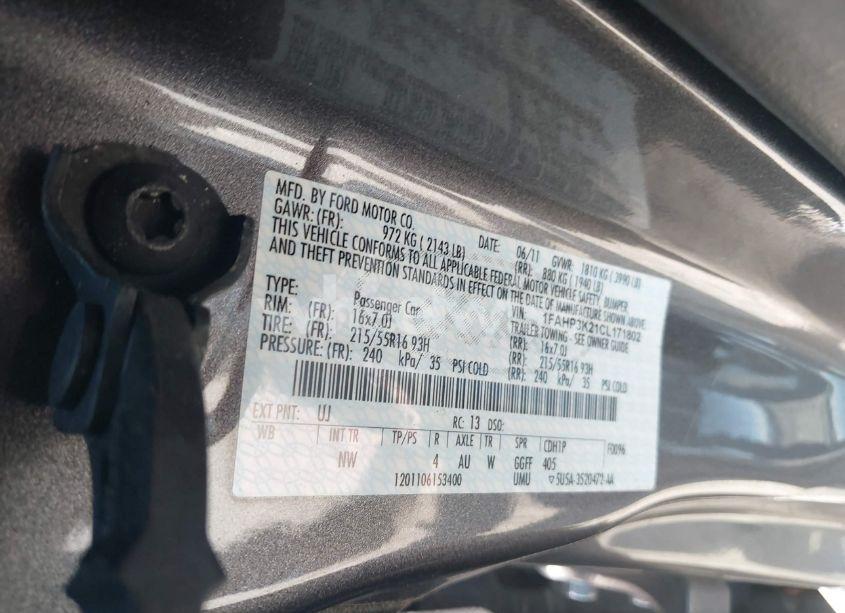 MFD. BY FORD MOTOR CO.
DATE: 06/11 GVWR: 1810 KG ( 3990 LB)
GAWR: (FR): 972 KG ( 2143 LB) (RR): 880 KG ( 1940 LB)
THIS VEHICLE CONFORMS TO ALL APPLICABLE FEDERAL MOTOR VEHICLE SAFETY, BUMPER
AND THEFT PREVENTION STANDARDS IN EFFECT ON THE DATE OF MANUFACTURE SHOWN ABOVE.
VIN: 1FAHP3K21CL171802
TYPE: Passenger Car TRAILER TOWING - SEE OWNER GUIDE
RIM: (FR): 16x7.0J (RR): 16x7.0J
TIRE: (FR): 215/55R16 93H (RR): 215/55R16 93H
PRESSURE: (FR): 240 kPa/ 35 PSI COLD (RR): 240 kPa/ 35 PSI COLD
EXT PNT: UJ RC: 13 DSO: F0096
WB INT TR TP/PS R AXLE TR SPR CDH1P
NW 4 AU W GGFF 405
1201106153400 UMU ▽5U5A-3520472-AA